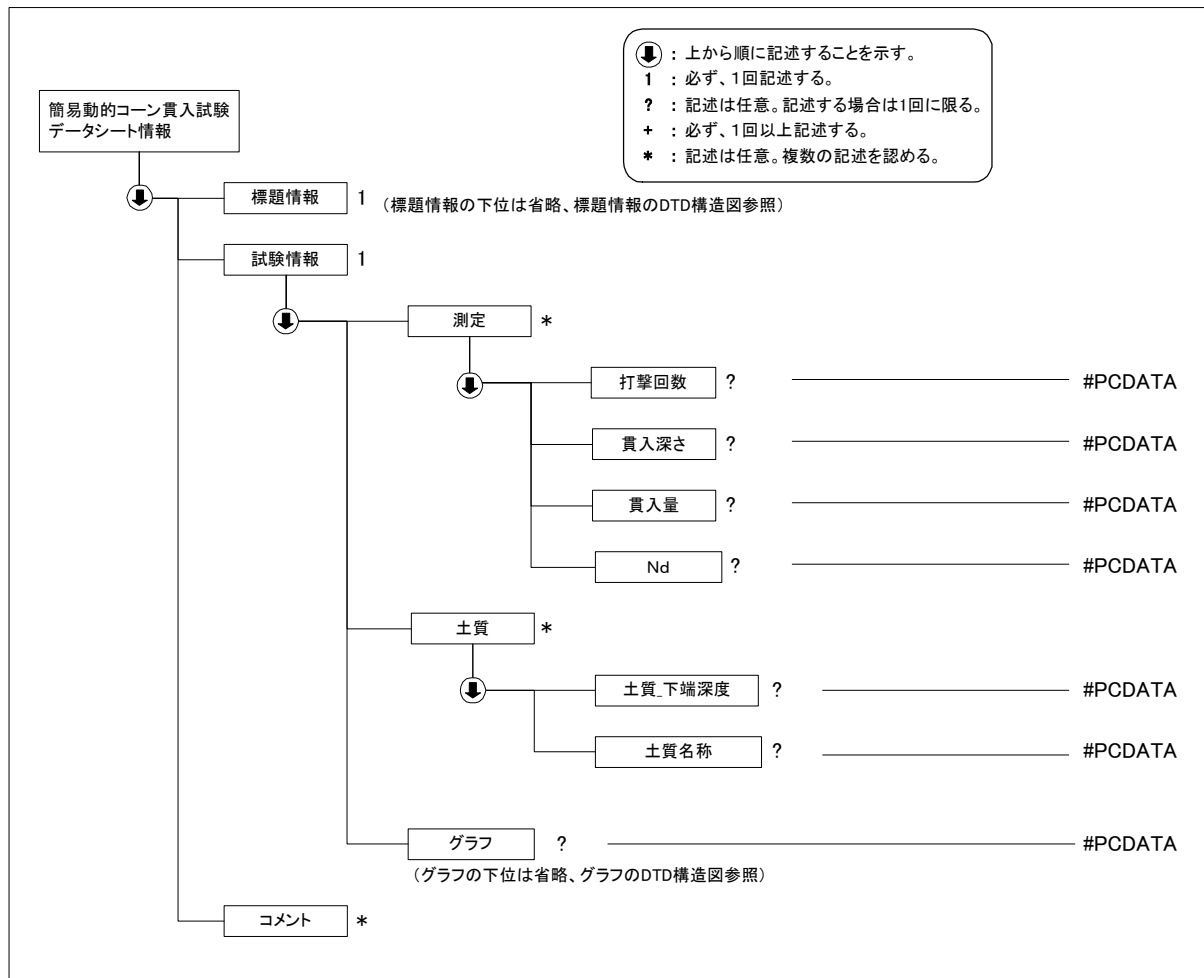 ⬇ : 上から順に記述することを示す。
1 : 必ず、1回記述する。
? : 記述は任意。記述する場合は1回に限る。
+ : 必ず、1回以上記述する。
* : 記述は任意。複数の記述を認める。
簡易動的コーン貫入試験
データシート情報
標題情報 1 (標題情報の下位は省略、標題情報のDTD構造図参照)
試験情報 1
測定 *
打撃回数 ? #PCDATA
貫入深さ ? #PCDATA
貫入量 ? #PCDATA
Nd ? #PCDATA
土質 *
土質_下端深度 ? #PCDATA
土質名称 ? #PCDATA
グラフ ? #PCDATA
(グラフの下位は省略、グラフのDTD構造図参照)
コメント *